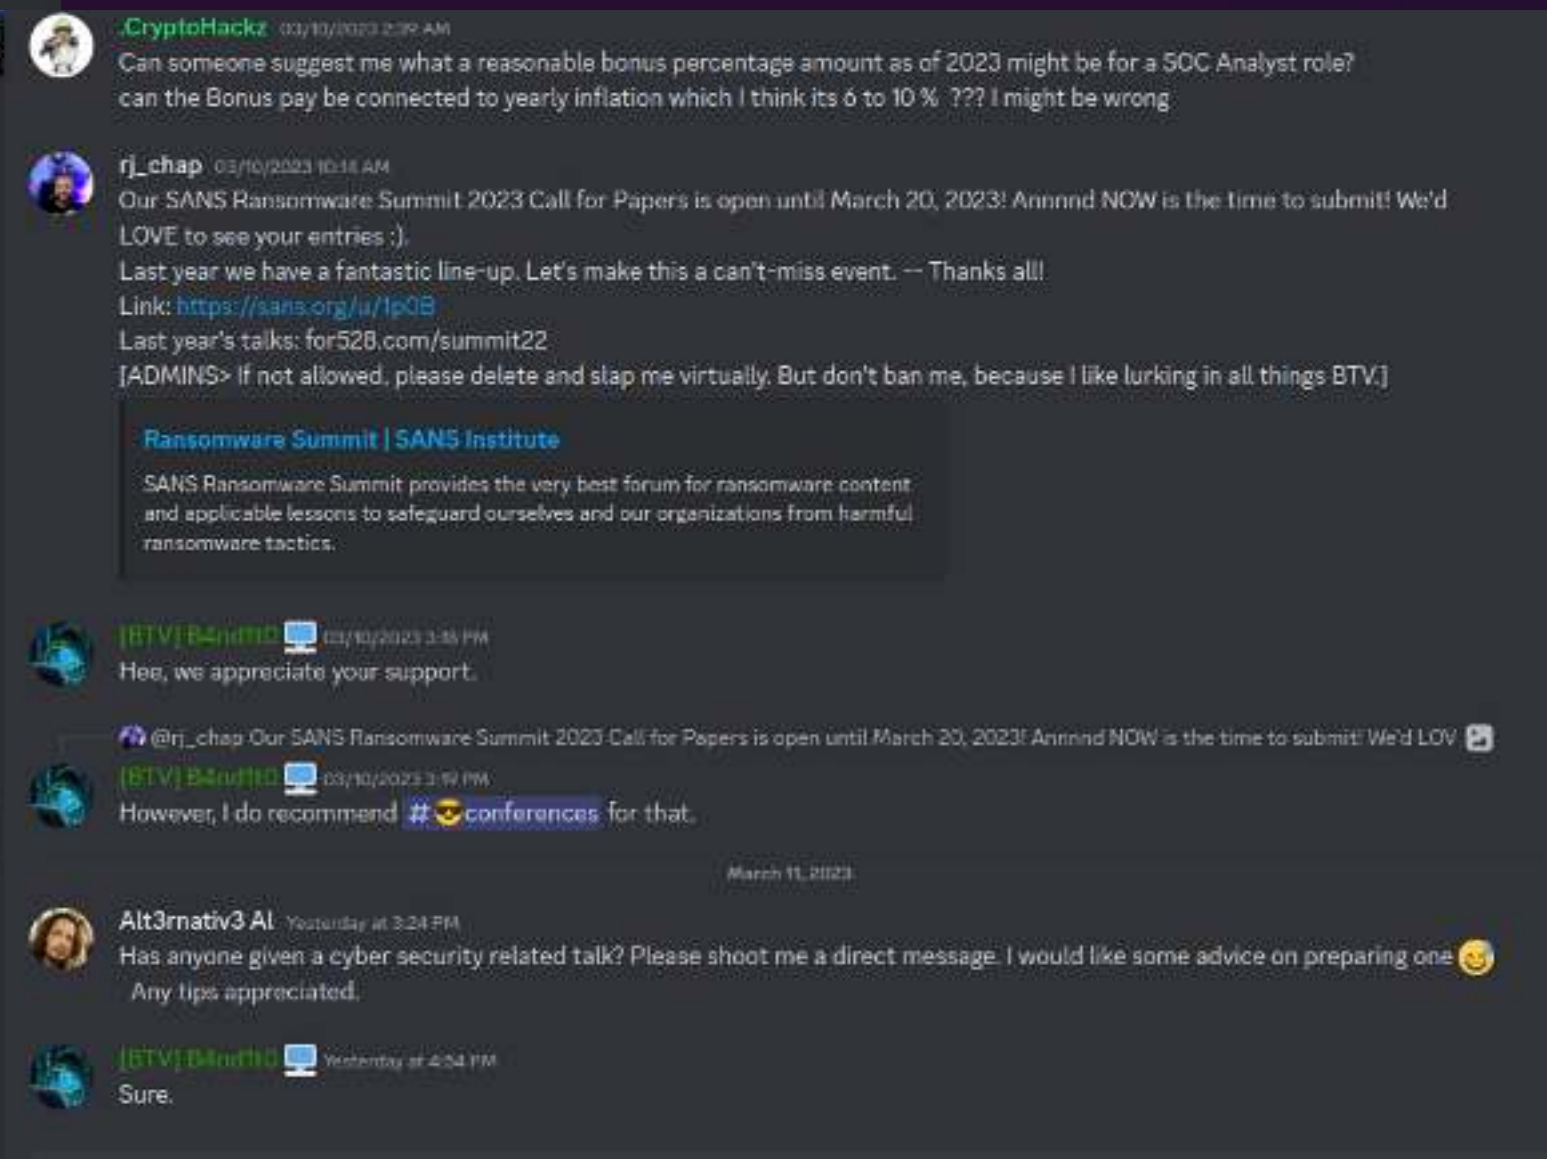 .CryptoHackz 03/10/2023 2:39 AM
Can someone suggest me what a reasonable bonus percentage amount as of 2023 might be for a SOC Analyst role?
can the Bonus pay be connected to yearly inflation which I think its 6 to 10 % ??? I might be wrong
rj_chap 03/10/2023 AM
Our SANS Ransomware Summit 2023 Call for Papers is open until March 20, 2023! Annnnd NOW is the time to submit! We'd
LOVE to see your entries :).
Last year we have a fantastic line-up. Let's make this a can't-miss event. -- Thanks all!
Link: https://sans.org/u/1p0B
Last year's talks: for528.com/summit22
[ADMINS> If not allowed, please delete and slap me virtually. But don't ban me, because I like lurking in all things BTV.]
Ransomware Summit | SANS Institute
SANS Ransomware Summit provides the very best forum for ransomware content
and applicable lessons to safeguard ourselves and our organizations from harmful
ransomware tactics.
[BTV] 03/10/2023 PM
Hee, we appreciate your support.
@rj_chap Our SANS Ransomware Summit 2023 Call for Papers is open until March 20, 2023! Annnnd NOW is the time to submit! We'd LOV
[BTV] 03/10/2023 3:19 PM
However, I do recommend #😎conferences for that.
March 11, 2023
Alt3rnativ3 Al Yesterday at 3:24 PM
Has anyone given a cyber security related talk? Please shoot me a direct message. I would like some advice on preparing one 😅
Any tips appreciated.
[BTV] Yesterday at 4:54 PM
Sure.